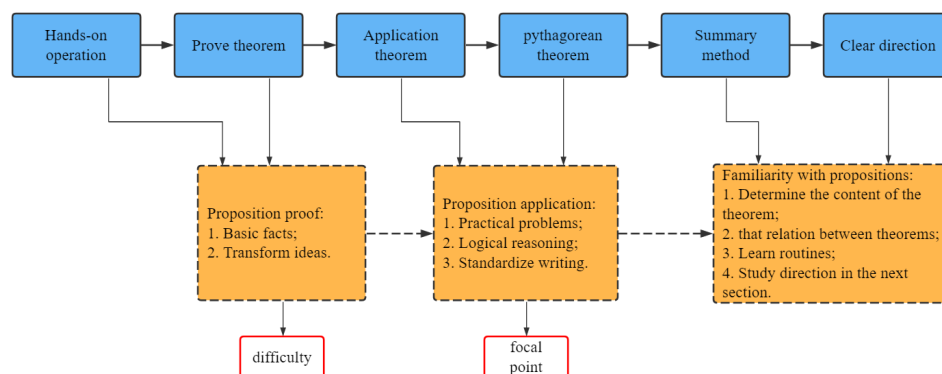 Hands-on
operation
Prove theorem
Application
theorem
pythagorean
theorem
Summary
method
Clear direction
Proposition proof:
1. Basic facts;
2. Transform ideas.
Proposition application:
1. Practical problems;
2. Logical reasoning;
3. Standardize writing.
Familiarity with propositions:
1. Determine the content of the
theorem;
2. that relation between theorems;
3. Learn routines;
4. Study direction in the next
section.
difficulty
focal
point